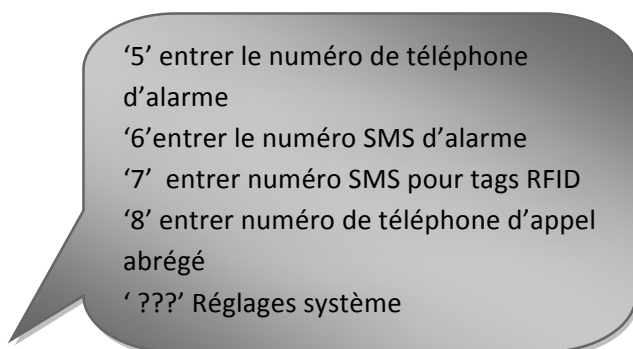 ‘5’ entrer le numéro de téléphone
d’alarme
‘6’entrer le numéro SMS d’alarme
‘7’  entrer numéro SMS pour tags RFID
‘8’ entrer numéro de téléphone d’appel
abrégé
‘ ???’ Réglages système